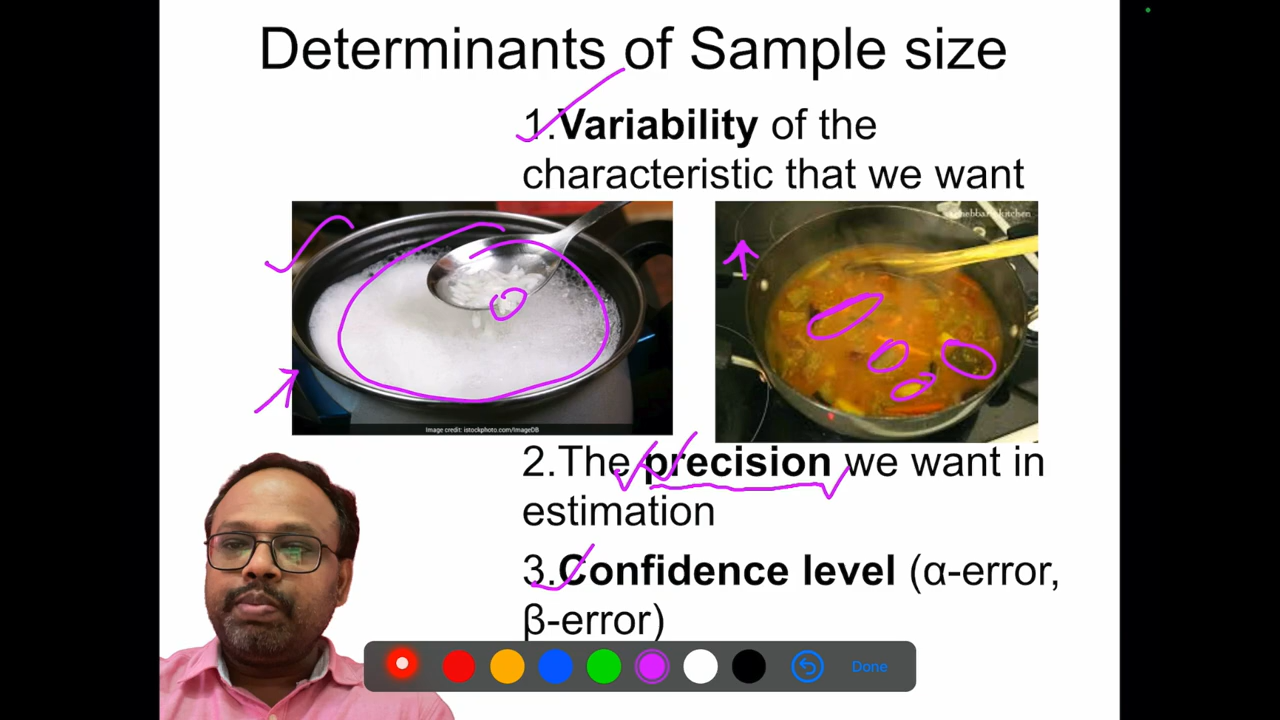 Determinants of Sample size
1.Variability of the
characteristic that we want
Image credit: istockphoto.com/ImageDB
2.The precision we want in
estimation
3.Confidence level (α-error,
β-error)
Done